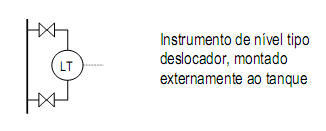 Instrumento de nível tipo
deslocador, montado
LT
externamente ao tanque